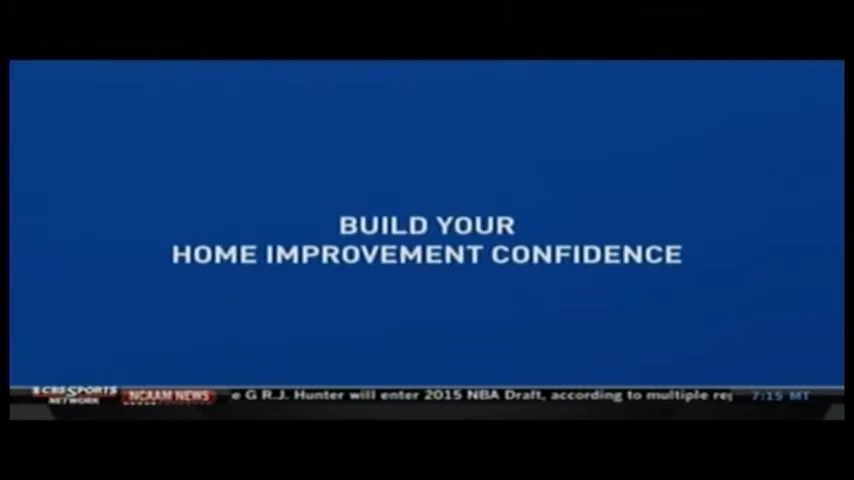 BUILD YOUR
HOME IMPROVEMENT CONFIDENCE
CBS SPORTS
NETWORK
NCAAM NEWS
e G R.J. Hunter will enter 2015 NBA Draft, according to multiple rep
7:15 MT